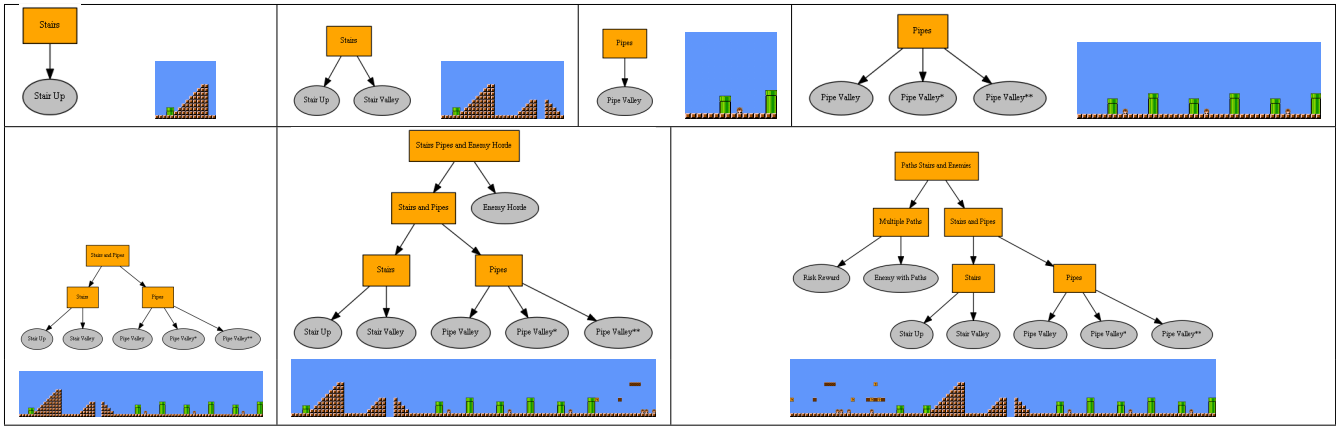 Stairs
Stair Up
Stairs
Stair Up
Stair Valley
Pipes
Pipe Valley
Pipes
Pipe Valley
Pipe Valley*
Pipe Valley**
Stairs and Pipes
Stairs
Pipes
Stair Up
Stair Valley
Pipe Valley
Pipe Valley*
Pipe Valley**
Stairs Pipes and Enemy Horde
Stairs and Pipes
Enemy Horde
Stairs
Pipes
Stair Up
Stair Valley
Pipe Valley
Pipe Valley*
Pipe Valley**
Paths Stairs and Enemies
Multiple Paths
Stairs and Pipes
Risk Reward
Enemy with Paths
Stairs
Pipes
Stair Up
Stair Valley
Pipe Valley
Pipe Valley*
Pipe Valley**